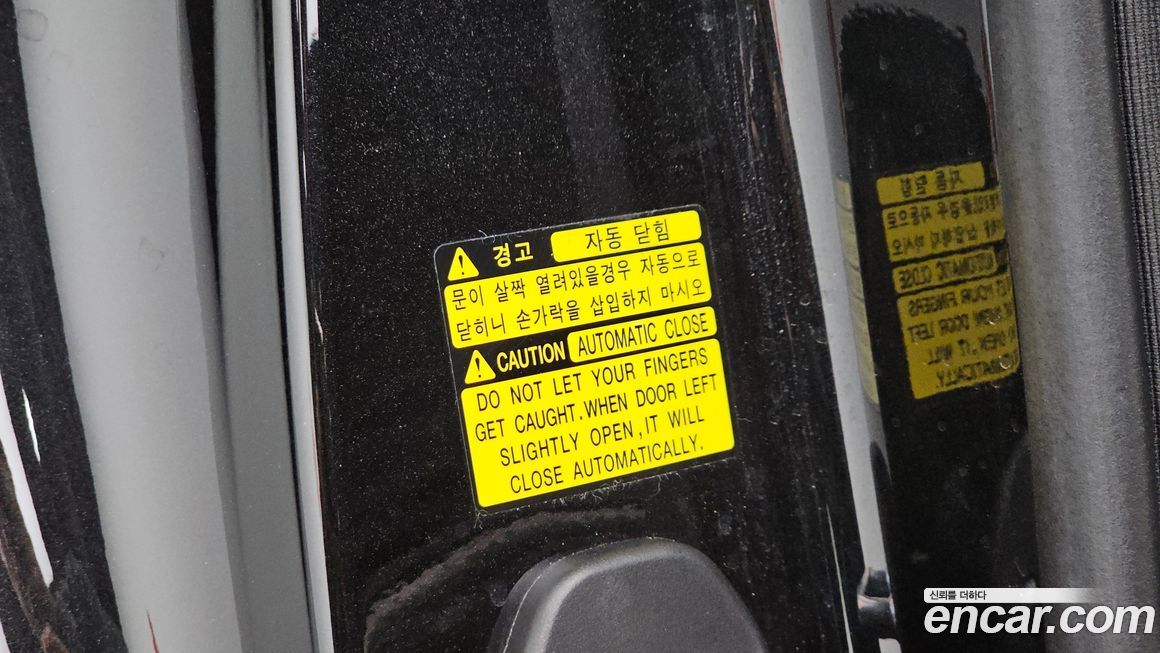 경고 자동 닫힘
문이 살짝 열려있을경우 자동으로
닫히니 손가락을 삽입하지 마시오
CAUTION AUTOMATIC CLOSE
DO NOT LET YOUR FINGERS
GET CAUGHT.WHEN DOOR LEFT
SLIGHTLY OPEN,IT WILL
CLOSE AUTOMATICALLY.
신뢰를 더하다
encar.com